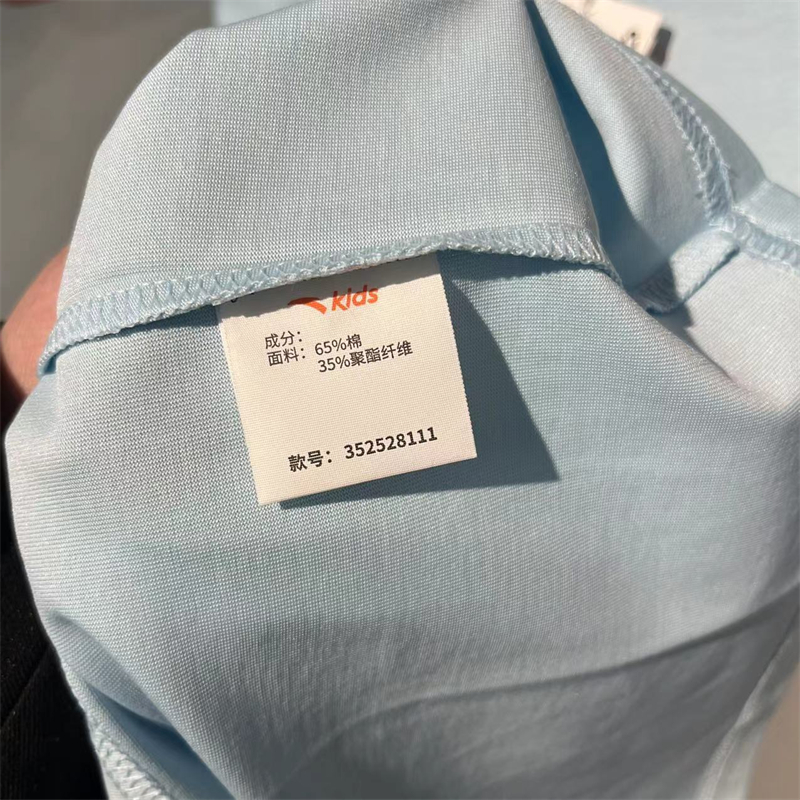 kids
成分：
面料：65%棉
35%聚酯纤维
款号：352528111